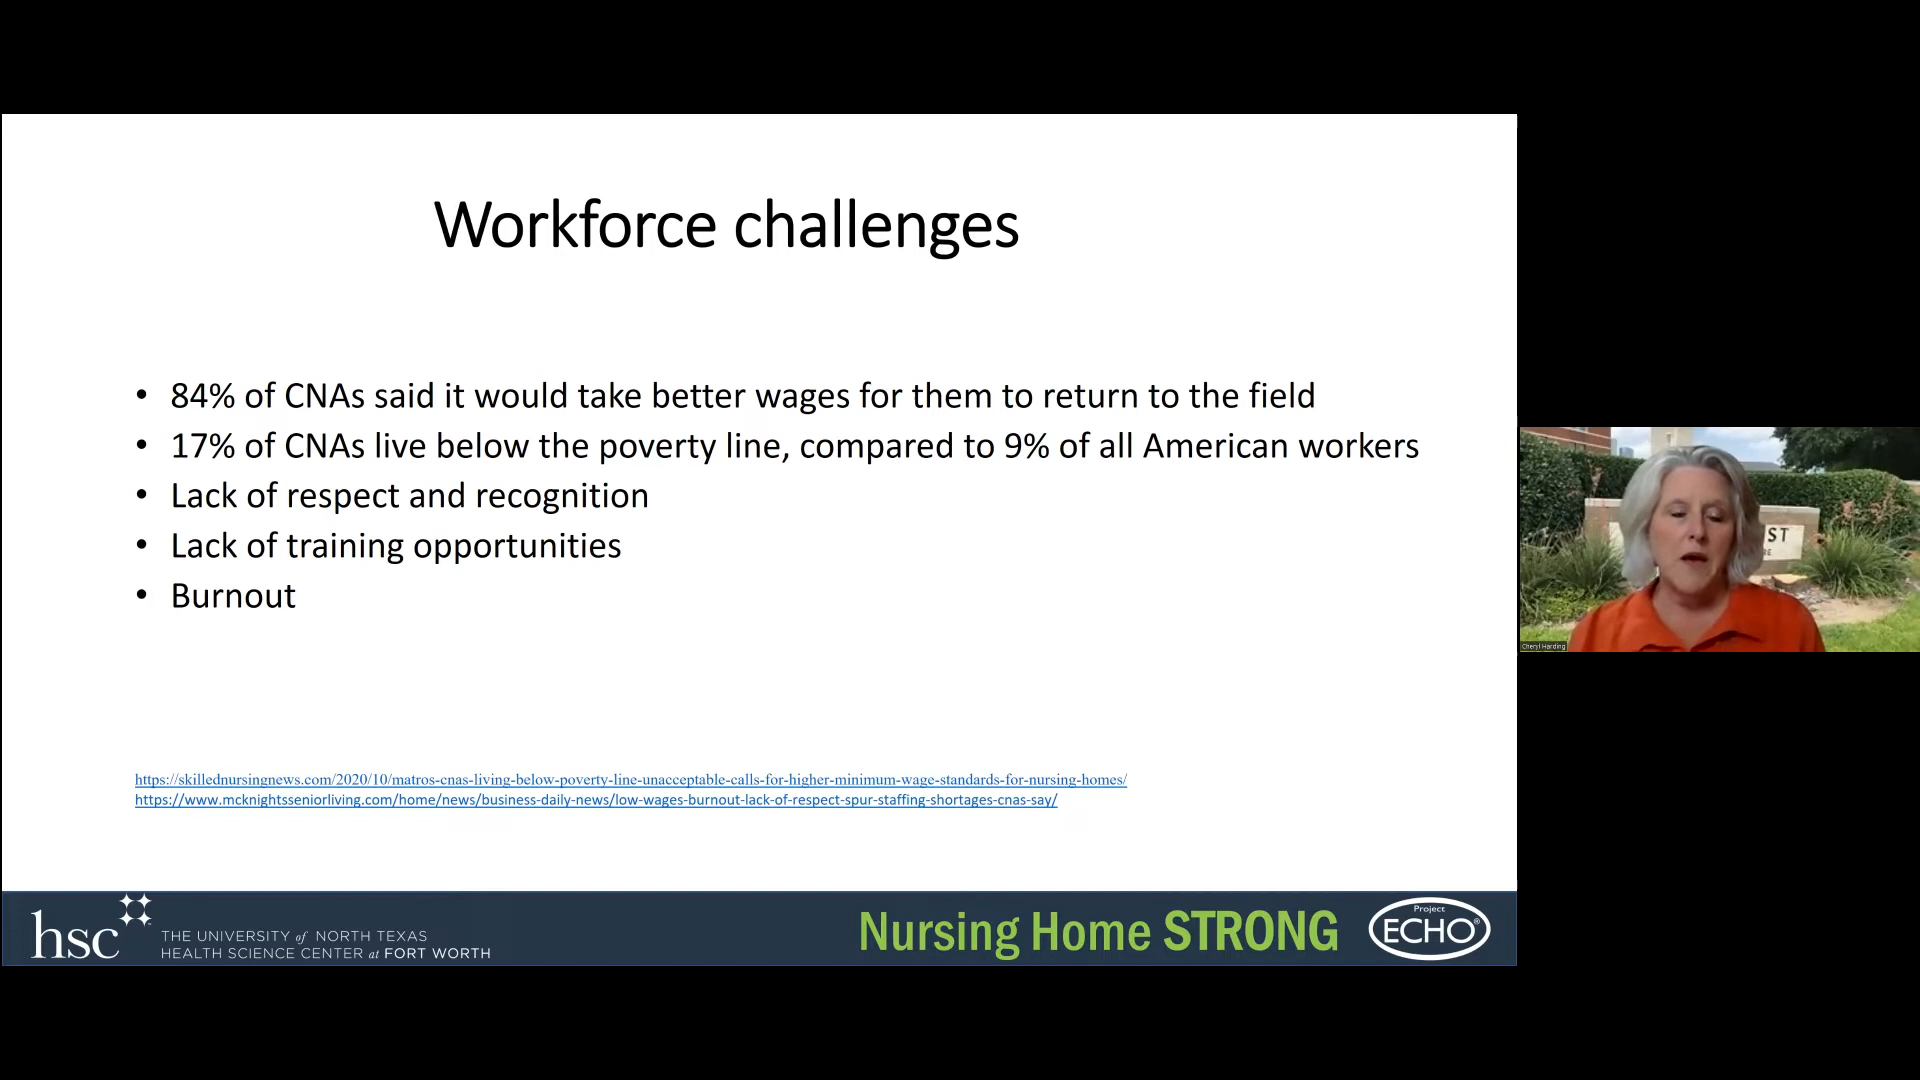 Workforce challenges
• 84% of CNAs said it would take better wages for them to return to the field
• 17% of CNAs live below the poverty line, compared to 9% of all American workers
• Lack of respect and recognition
• Lack of training opportunities
• Burnout
https://skillednursingnews.com/2020/10/matros-cnas-living-below-poverty-line-unacceptable-calls-for-higher-minimum-wage-standards-for-nursing-homes/
https://www.mcknightsseniorliving.com/home/news/business-daily-news/low-wages-burnout-lack-of-respect-spur-staffing-shortages-cnas-say/
hsc
THE UNIVERSITY of NORTH TEXAS
HEALTH SCIENCE CENTER at FORT WORTH
Nursing Home STRONG
Project
ECHO®
ST
RE
Cheryl Harding